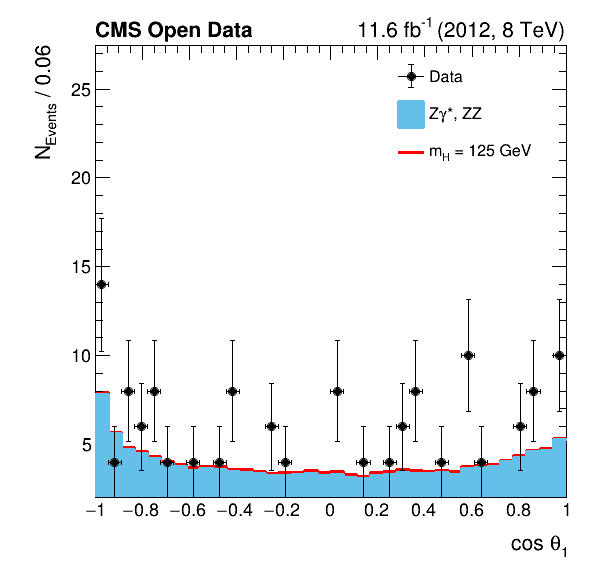 CMS Open Data 11.6 fb⁻¹ (2012, 8 TeV)
N_Events / 0.06
Data
Zγ*, ZZ
m_H = 125 GeV
25
20
15
10
5
−1 −0.8 −0.6 −0.4 −0.2 0 0.2 0.4 0.6 0.8 1
cos θ₁